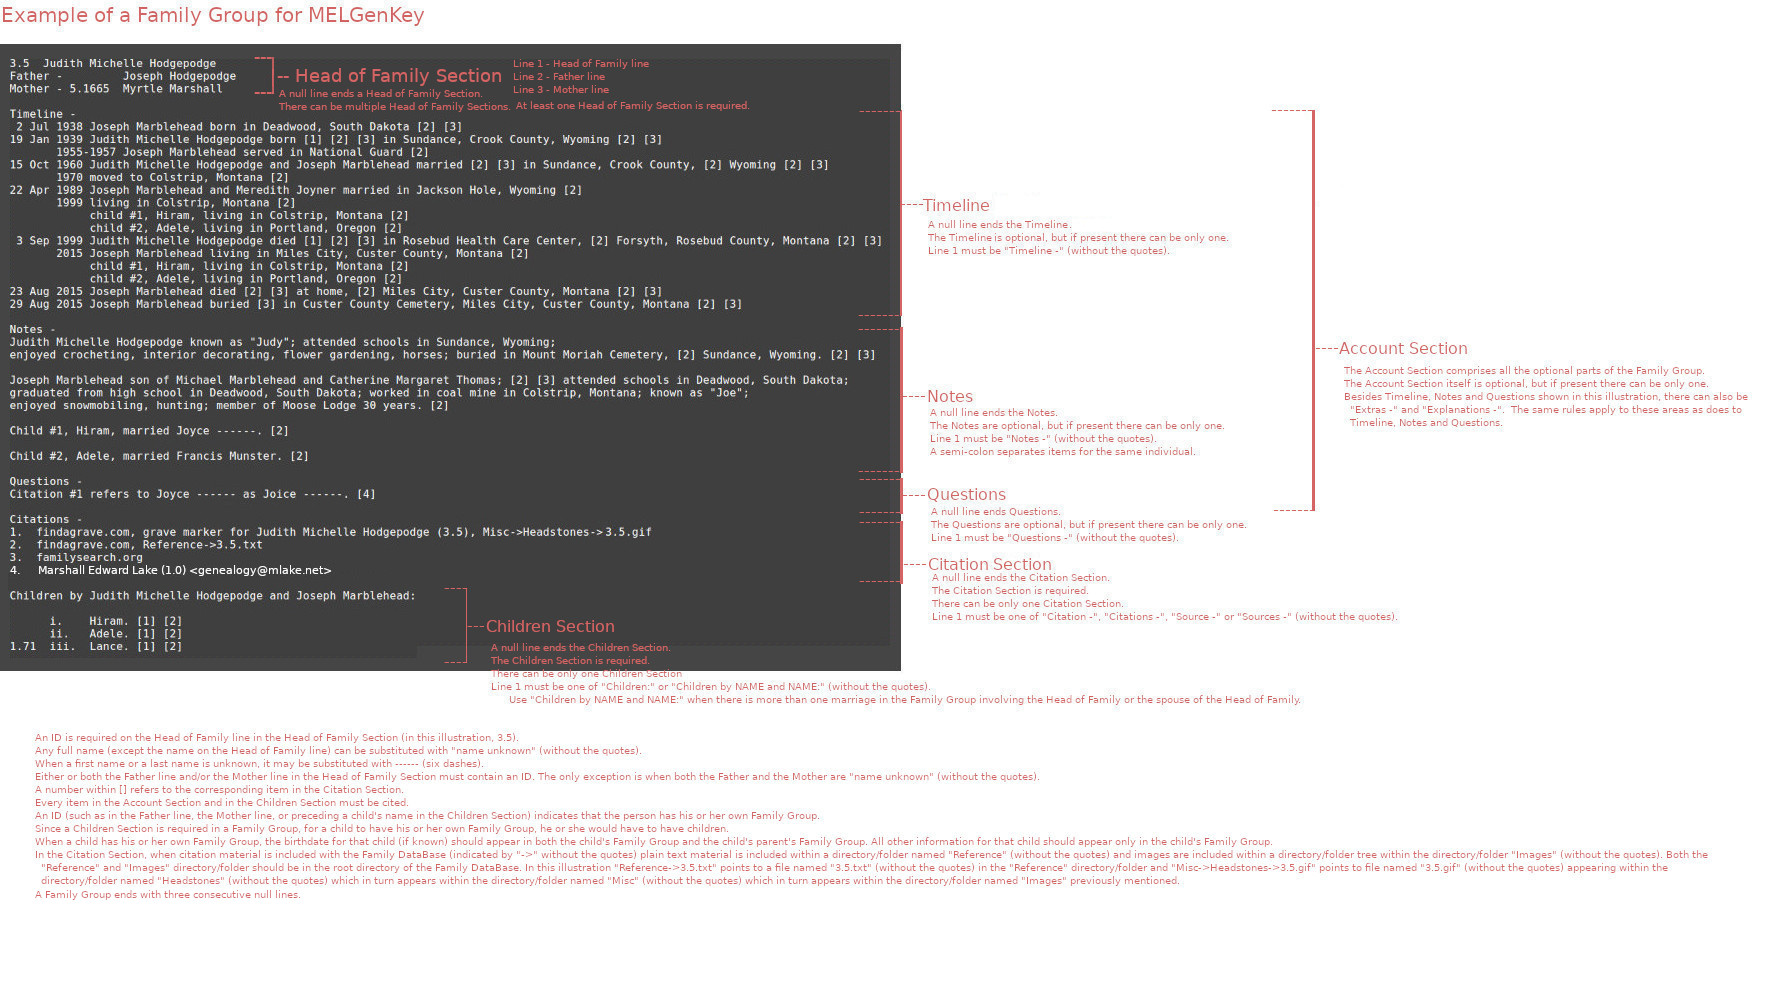 Example of a Family Group for MELGenKey
3.5  Judith Michelle Hodgepodge
Father -         Joseph Hodgepodge
Mother - 5.1665  Myrtle Marshall
-- Head of Family Section
A null line ends a Head of Family Section.
There can be multiple Head of Family Sections.  At least one Head of Family Section is required.
Line 1 - Head of Family line
Line 2 - Father line
Line 3 - Mother line
Timeline -
 2 Jul 1938 Joseph Marblehead born in Deadwood, South Dakota [2] [3]
19 Jan 1939 Judith Michelle Hodgepodge born [1] [2] [3] in Sundance, Crook County, Wyoming [2] [3]
       1955-1957 Joseph Marblehead served in National Guard [2]
15 Oct 1960 Judith Michelle Hodgepodge and Joseph Marblehead married [2] [3] in Sundance, Crook County, [2] Wyoming [2] [3]
       1970 moved to Colstrip, Montana [2]
22 Apr 1989 Joseph Marblehead and Meredith Joyner married in Jackson Hole, Wyoming [2]
       1999 living in Colstrip, Montana [2]
            child #1, Hiram, living in Colstrip, Montana [2]
            child #2, Adele, living in Portland, Oregon [2]
 3 Sep 1999 Judith Michelle Hodgepodge died [1] [2] [3] in Rosebud Health Care Center, [2] Forsyth, Rosebud County, Montana [2] [3]
       2015 Joseph Marblehead living in Miles City, Custer County, Montana [2]
            child #1, Hiram, living in Colstrip, Montana [2]
            child #2, Adele, living in Portland, Oregon [2]
23 Aug 2015 Joseph Marblehead died [2] [3] at home, [2] Miles City, Custer County, Montana [2] [3]
29 Aug 2015 Joseph Marblehead buried [3] in Custer County Cemetery, Miles City, Custer County, Montana [2] [3]
Timeline
A null line ends the Timeline.
The Timeline is optional, but if present there can be only one.
Line 1 must be "Timeline -" (without the quotes).
Notes -
Judith Michelle Hodgepodge known as "Judy"; attended schools in Sundance, Wyoming;
enjoyed crocheting, interior decorating, flower gardening, horses; buried in Mount Moriah Cemetery, [2] Sundance, Wyoming. [2] [3]
Joseph Marblehead son of Michael Marblehead and Catherine Margaret Thomas; [2] [3] attended schools in Deadwood, South Dakota;
graduated from high school in Deadwood, South Dakota; worked in coal mine in Colstrip, Montana; known as "Joe";
enjoyed snowmobiling, hunting; member of Moose Lodge 30 years. [2]
Child #1, Hiram, married Joyce ------. [2]
Child #2, Adele, married Francis Munster. [2]
Notes
A null line ends the Notes.
The Notes are optional, but if present there can be only one.
Line 1 must be "Notes -" (without the quotes).
A semi-colon separates items for the same individual.
Account Section
The Account Section comprises all the optional parts of the Family Group.
The Account Section itself is optional, but if present there can be only one.
Besides Timeline, Notes and Questions shown in this illustration, there can also be
"Extras -" and "Explanations -".  The same rules apply to these areas as does to
Timeline, Notes and Questions.
Questions -
Citation #1 refers to Joyce ------ as Joice ------. [4]
Questions
A null line ends Questions.
The Questions are optional, but if present there can be only one.
Line 1 must be "Questions -" (without the quotes).
Citations -
1.  findagrave.com, grave marker for Judith Michelle Hodgepodge (3.5), Misc->Headstones->3.5.gif
2.  findagrave.com, Reference->3.5.txt
3.  familysearch.org
4.  Marshall Edward Lake (1.0) <genealogy@mlake.net>
Citation Section
A null line ends the Citation Section.
The Citation Section is required.
There can be only one Citation Section.
Line 1 must be one of "Citation -", "Citations -", "Source -" or "Sources -" (without the quotes).
Children by Judith Michelle Hodgepodge and Joseph Marblehead:
      i.    Hiram. [1] [2]
      ii.   Adele. [1] [2]
1.71  iii.  Lance. [1] [2]
Children Section
A null line ends the Children Section.
The Children Section is required.
There can be only one Children Section
Line 1 must be one of "Children:" or "Children by NAME and NAME:" (without the quotes).
Use "Children by NAME and NAME:" when there is more than one marriage in the Family Group involving the Head of Family or the spouse of the Head of Family.
An ID is required on the Head of Family line in the Head of Family Section (in this illustration, 3.5).
Any full name (except the name on the Head of Family line) can be substituted with "name unknown" (without the quotes).
When a first name or a last name is unknown, it may be substituted with ------ (six dashes).
Either or both the Father line and/or the Mother line in the Head of Family Section must contain an ID. The only exception is when both the Father and the Mother are "name unknown" (without the quotes).
A number within [] refers to the corresponding item in the Citation Section.
Every item in the Account Section and in the Children Section must be cited.
An ID (such as in the Father line, the Mother line, or preceding a child's name in the Children Section) indicates that the person has his or her own Family Group.
Since a Children Section is required in a Family Group, for a child to have his or her own Family Group, he or she would have to have children.
When a child has his or her own Family Group, the birthdate for that child (if known) should appear in both the child's Family Group and the child's parent's Family Group. All other information for that child should appear only in the child's Family Group.
In the Citation Section, when citation material is included with the Family DataBase (indicated by "->" without the quotes) plain text material is included within a directory/folder named "Reference" (without the quotes) and images are included within a directory/folder tree within the directory/folder "Images" (without the quotes). Both the
"Reference" and "Images" directory/folder should be in the root directory of the Family DataBase. In this illustration "Reference->3.5.txt" points to a file named "3.5.txt" (without the quotes) in the "Reference" directory/folder and "Misc->Headstones->3.5.gif" points to file named "3.5.gif" (without the quotes) appearing within the
directory/folder named "Headstones" (without the quotes) which in turn appears within the directory/folder named "Misc" (without the quotes) which in turn appears within the directory/folder named "Images" previously mentioned.
A Family Group ends with three consecutive null lines.